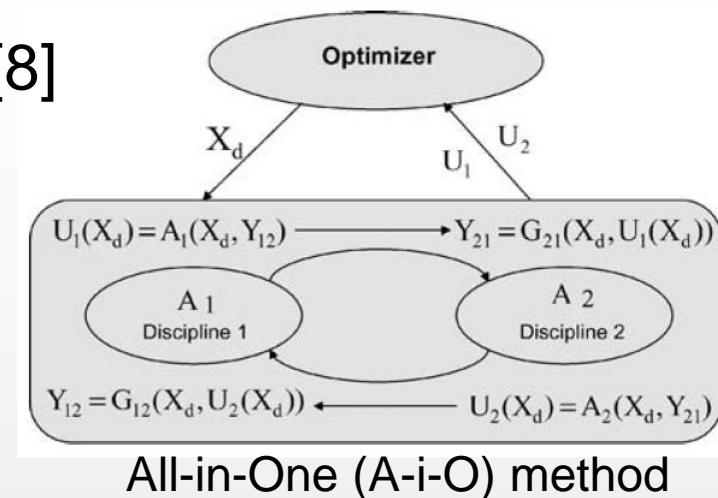 [8]
Optimizer
X_d
U_2
U_1
U_1(X_d)=A_1(X_d,Y_12) Y_21=G_21(X_d,U_1(X_d))
A 1 A 2
Discipline 1 Discipline 2
Y_12=G_12(X_d,U_2(X_d)) U_2(X_d)=A_2(X_d,Y_21)
All-in-One (A-i-O) method